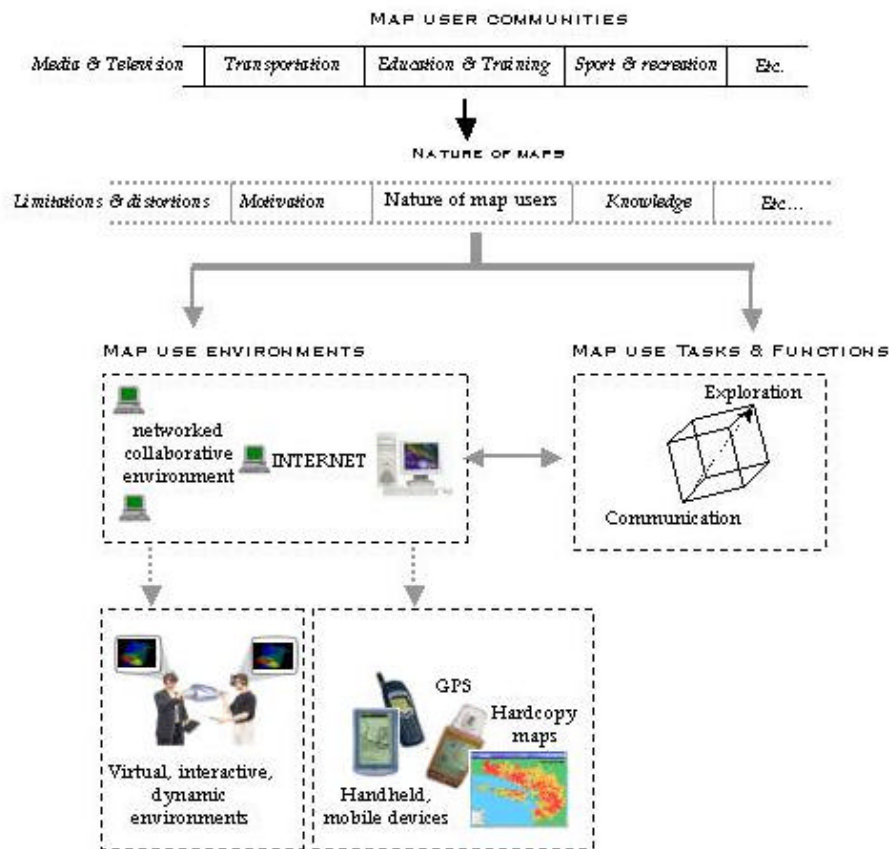 MAP USER COMMUNITIES
Media & Television
Transportation
Education & Training
Sport & recreation
Etc.
NATURE OF MAPS
Limitations & distortions
Motivation
Nature of map users
Knowledge
Etc...
MAP USE ENVIRONMENTS
networked
collaborative
environment
INTERNET
MAP USE TASKS & FUNCTIONS
Exploration
Communication
Virtual, interactive,
dynamic
environments
GPS
Hardcopy
maps
Handheld,
mobile devices